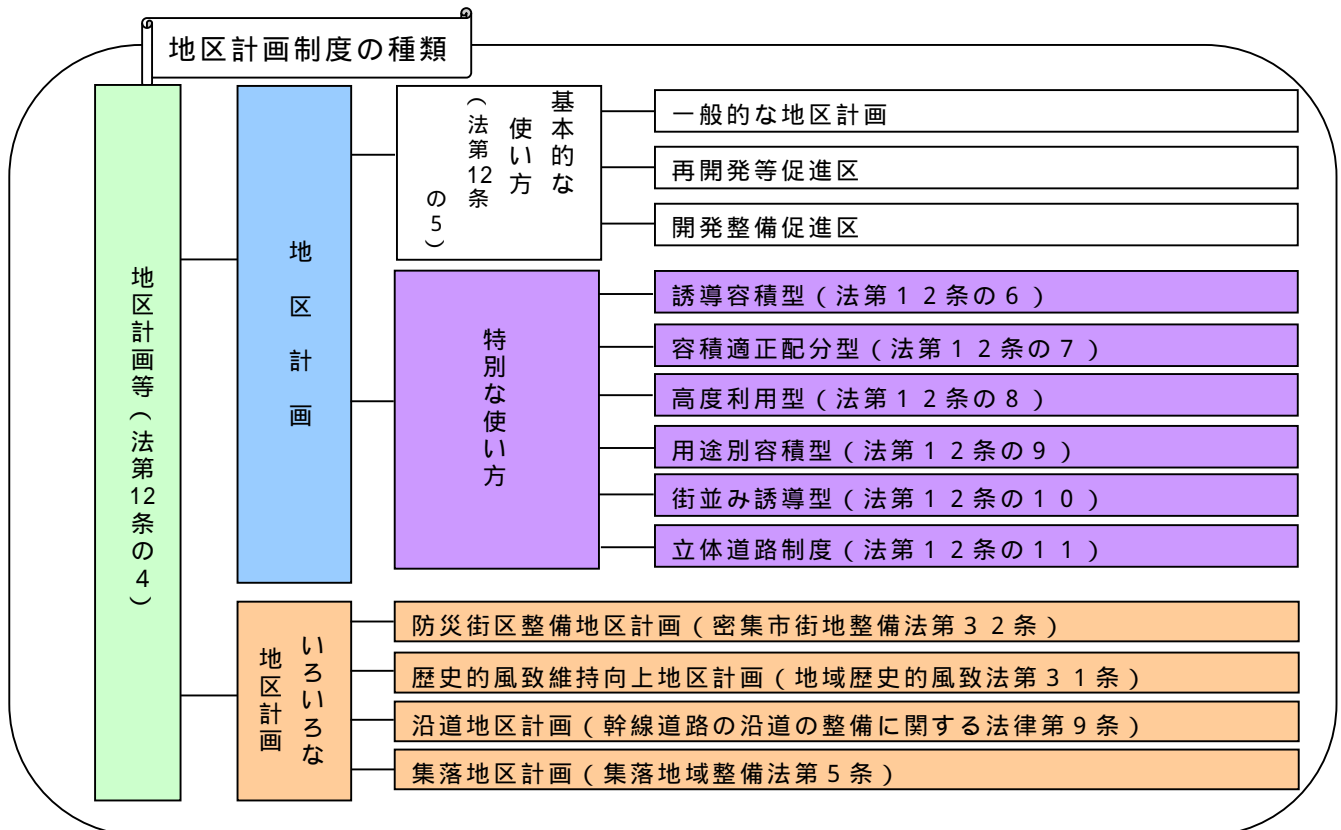 地区計画制度の種類
地区計画等(法第12条の4)
地区計画
基本的な
使い方
(法第12条
の5)
一般的な地区計画
再開発等促進区
開発整備促進区
特別な使い方
誘導容積型(法第12条の6)
容積適正配分型(法第12条の7)
高度利用型(法第12条の8)
用途別容積型(法第12条の9)
街並み誘導型(法第12条の10)
立体道路制度(法第12条の11)
いろいろな
地区計画
防災街区整備地区計画(密集市街地整備法第32条)
歴史的風致維持向上地区計画(地域歴史的風致法第31条)
沿道地区計画(幹線道路の沿道の整備に関する法律第9条)
集落地区計画(集落地域整備法第5条)